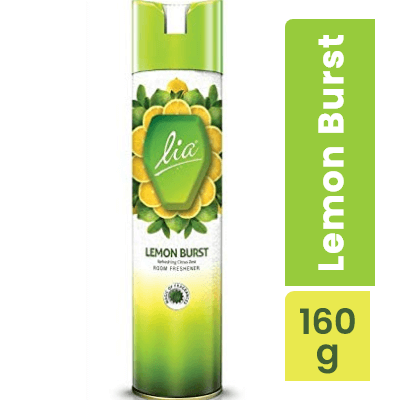 lia®
LEMON BURST
Refreshing Citrus Zest
ROOM FRESHENER
Lemon Burst
160
g